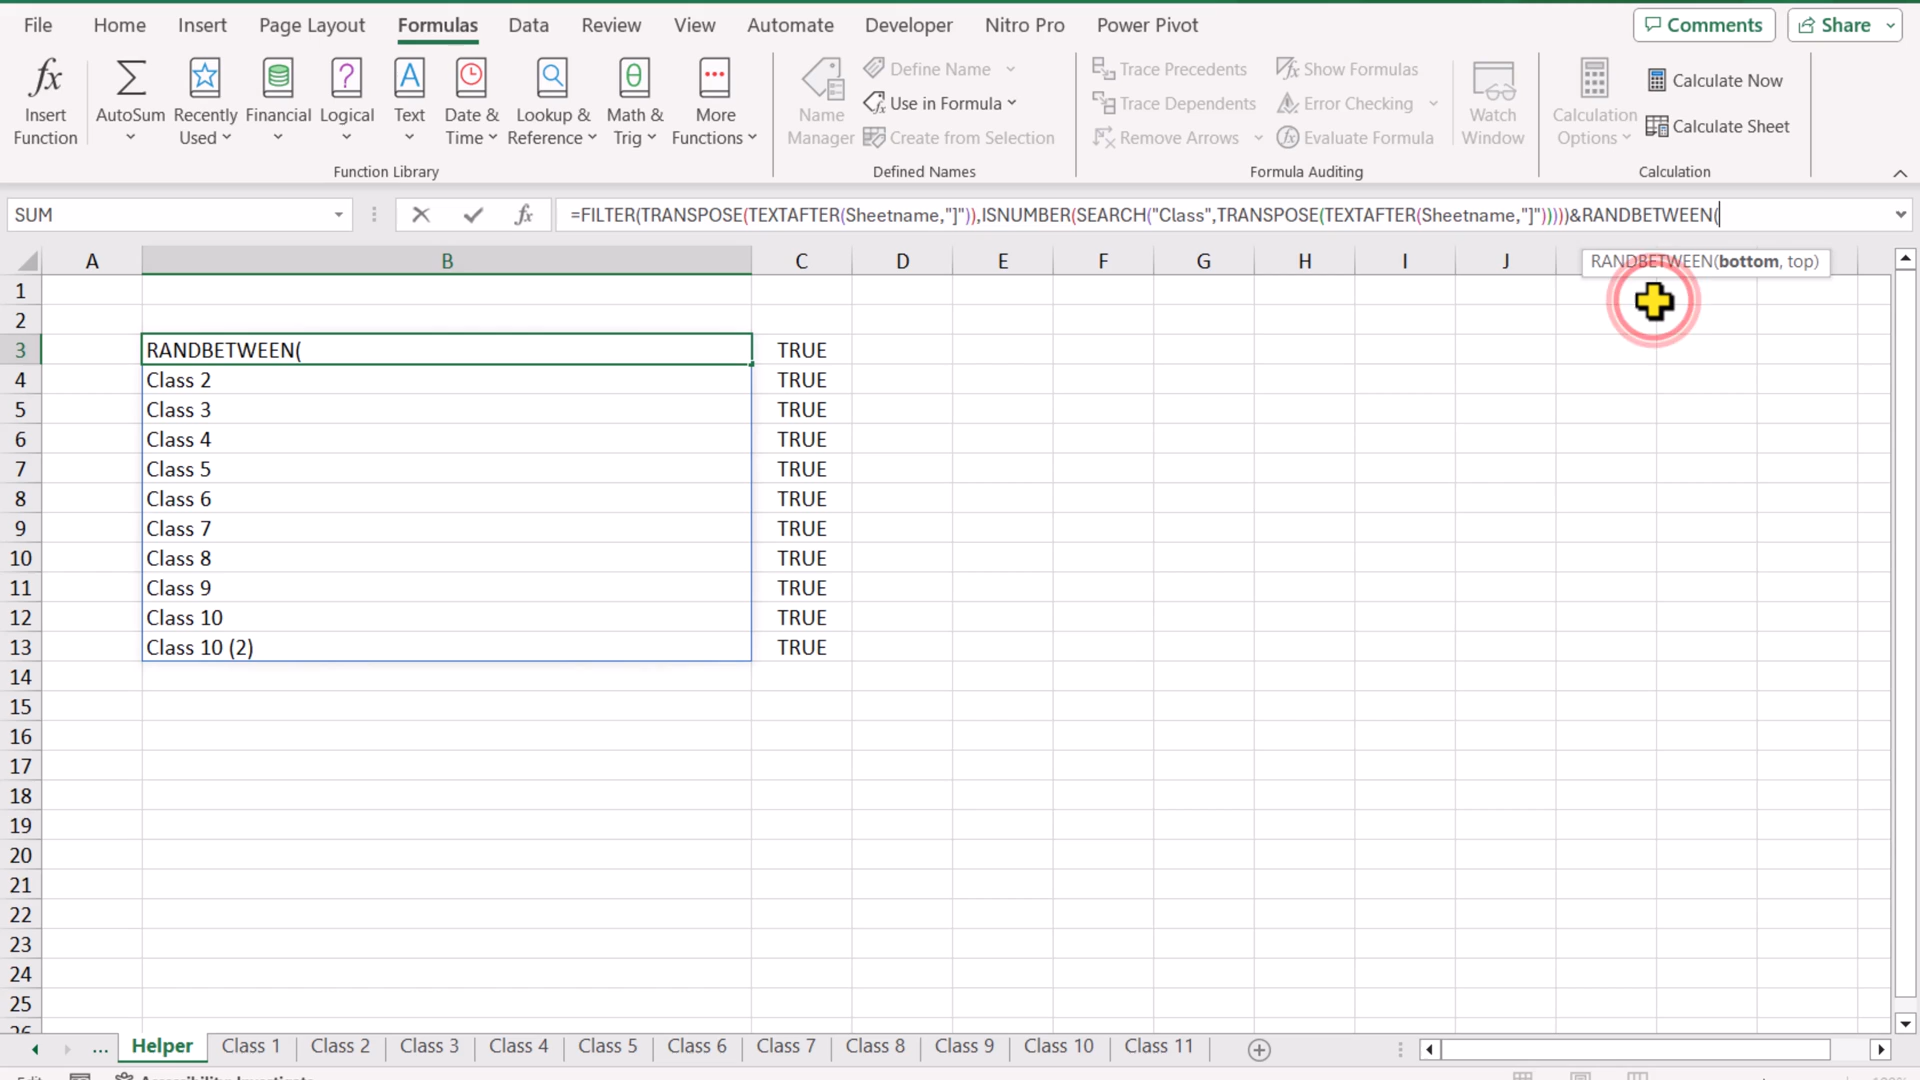 File Home Insert Page Layout Formulas Data Review View Automate Developer Nitro Pro Power Pivot Comments Share
Insert Function
AutoSum
Recently Used
Financial
Logical
Text
Date & Time
Lookup & Reference
Math & Trig
More Functions
Function Library
Name Manager
Define Name
Use in Formula
Create from Selection
Defined Names
Trace Precedents
Trace Dependents
Remove Arrows
Show Formulas
Error Checking
Evaluate Formula
Formula Auditing
Watch Window
Calculation Options
Calculate Now
Calculate Sheet
Calculation
SUM
fx
=FILTER(TRANSPOSE(TEXTAFTER(Sheetname,"]")),ISNUMBER(SEARCH("Class",TRANSPOSE(TEXTAFTER(Sheetname,"]")))))&RANDBETWEEN(
RANDBETWEEN(bottom, top)
A B C D E F G H I J
1
2
3 RANDBETWEEN( TRUE
4 Class 2 TRUE
5 Class 3 TRUE
6 Class 4 TRUE
7 Class 5 TRUE
8 Class 6 TRUE
9 Class 7 TRUE
10 Class 8 TRUE
11 Class 9 TRUE
12 Class 10 TRUE
13 Class 10 (2) TRUE
14
15
16
17
18
19
20
21
22
23
24
25
... Helper Class 1 Class 2 Class 3 Class 4 Class 5 Class 6 Class 7 Class 8 Class 9 Class 10 Class 11